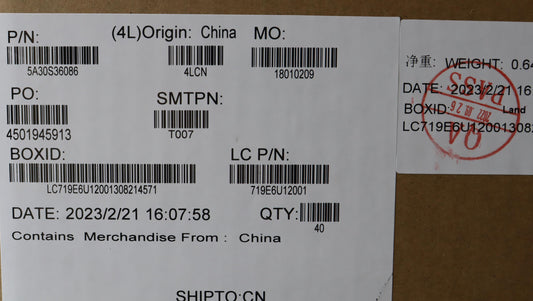 P/N:
(4L)Origin: China
MO:
5A30S36086
4LCN
18010209
PO:
SMTPN:
4501945913
T007
BOXID:
LC P/N:
LC719E6U12001308214571
719E6U12001
DATE: 2023/2/21 16:07:58
QTY:
40
Contains Merchandise From : China
SHIPTO:CN
净重: WEIGHT: 0.64
DATE: 2023/2/21 16
BOXID:
Land
LC719E6U12001308
PASS
QA